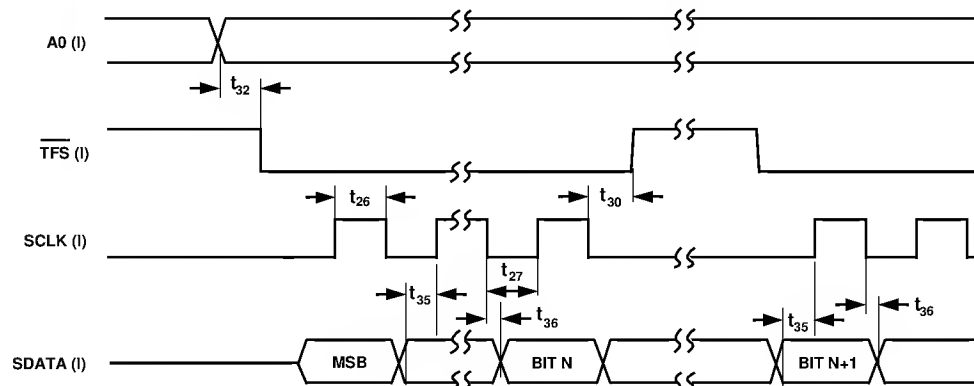 A0 (I)
t32
TFS (I)
t26
t30
SCLK (I)
t27
t35
t36
t35
t36
SDATA (I)
MSB
BIT N
BIT N+1